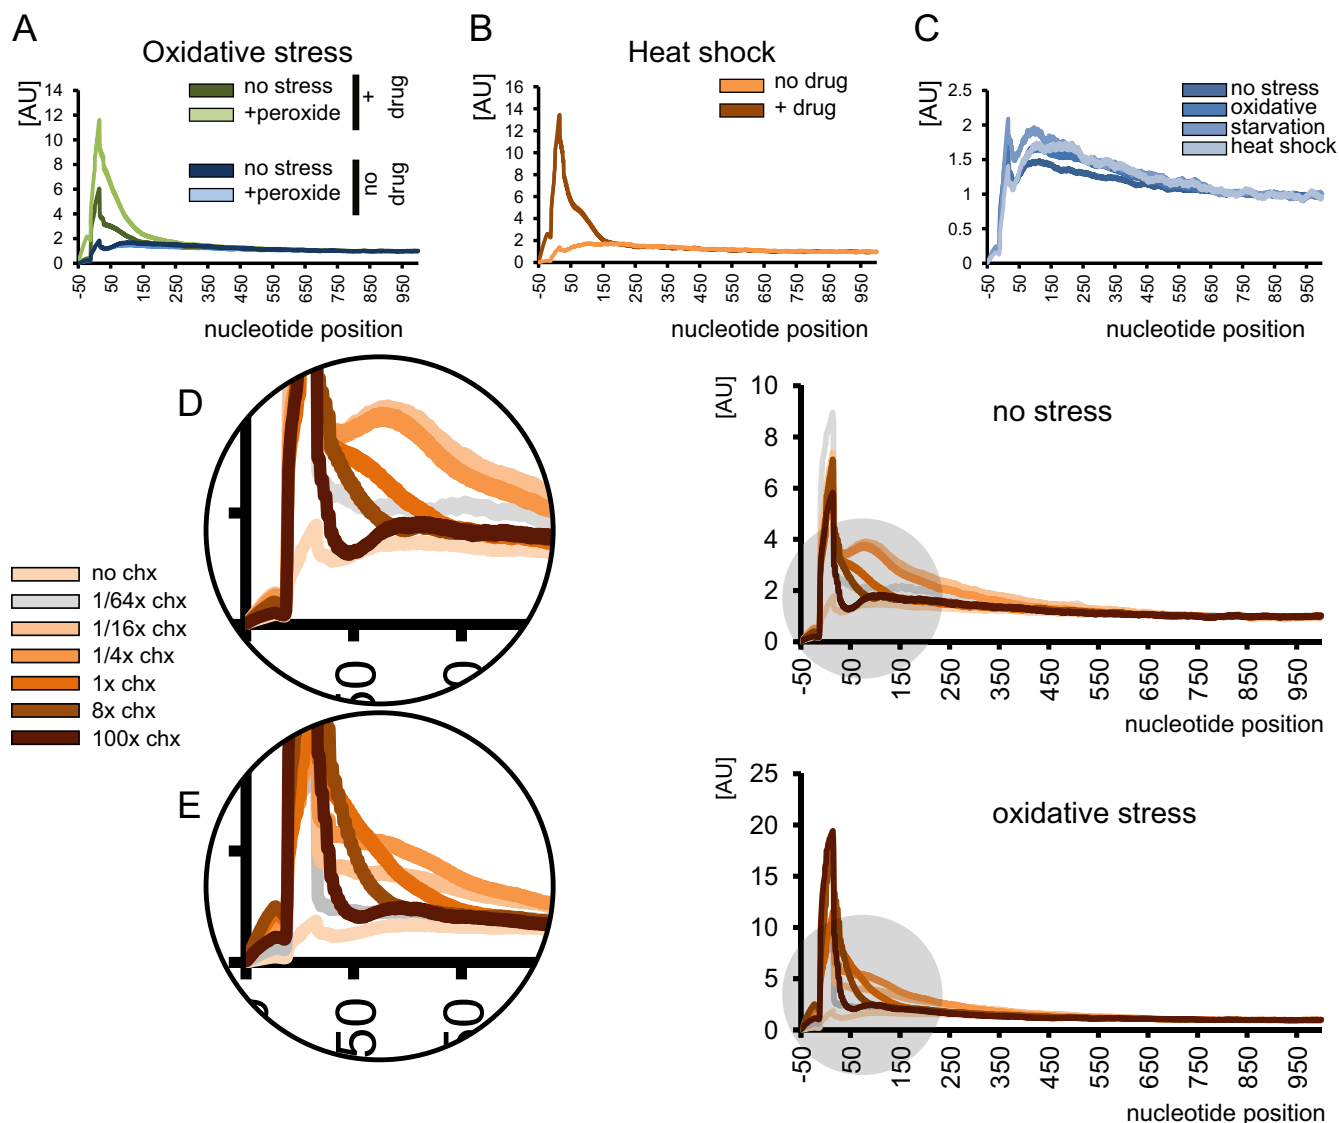 A
Oxidative stress
[AU]
14
12
10
8
6
4
2
0
no stress
+peroxide
+
drug
no stress
+peroxide
no
drug
-50 50 150 250 350 450 550 650 750 850 950
nucleotide position
B
Heat shock
[AU]
16
14
12
10
8
6
4
2
0
no drug
+ drug
-50 50 150 250 350 450 550 650 750 850 950
nucleotide position
C
[AU]
2.5
2
1.5
1
0.5
0
no stress
oxidative
starvation
heat shock
-50 50 150 250 350 450 550 650 750 850 950
nucleotide position
D
50
[AU]
10
8
6
4
2
0
no stress
-50 50 150 250 350 450 550 650 750 850 950
nucleotide position
no chx
1/64x chx
1/16x chx
1/4x chx
1x chx
8x chx
100x chx
E
50
50
[AU]
25
20
15
10
5
0
oxidative stress
-50 50 150 250 350 450 550 650 750 850 950
nucleotide position